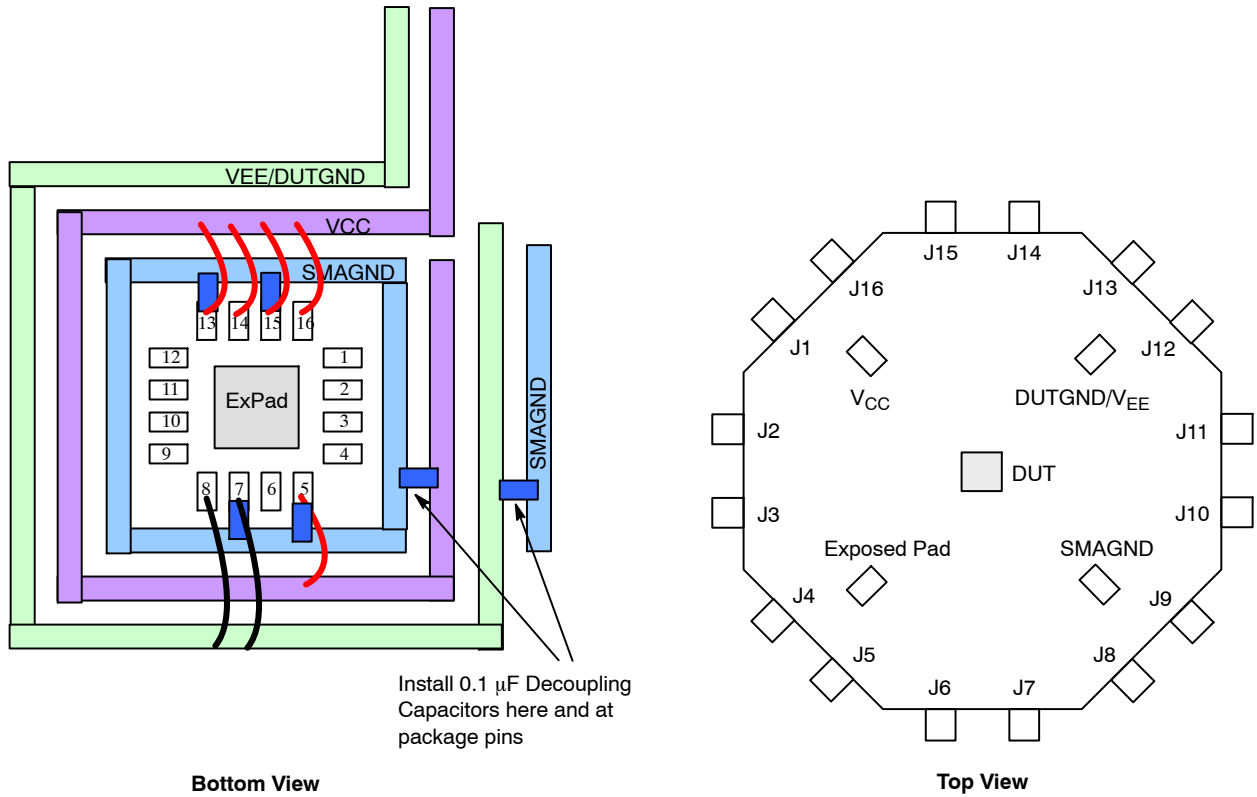 VEE/DUTGND
VCC
SMAGND
13 14 15 16
12
11
10
9
ExPad
1
2
3
4
8 7 6 5
SMAGND
Install 0.1 μF Decoupling
Capacitors here and at
package pins
Bottom View
J15 J14
J16 J13
J1 J12
VCC DUTGND/VEE
J2 J11
DUT
J3 J10
Exposed Pad SMAGND
J4 J9
J5 J8
J6 J7
Top View